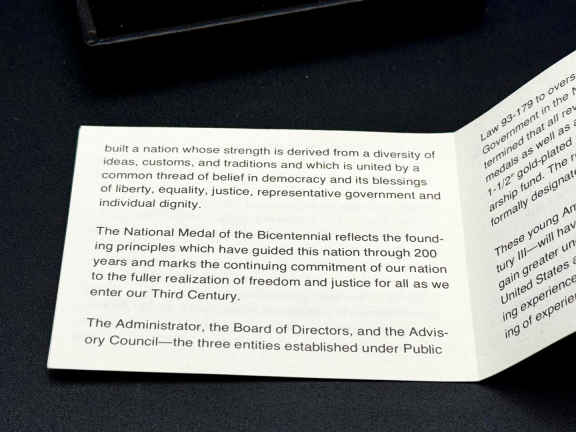 built a nation whose strength is derived from a diversity of
ideas, customs, and traditions and which is united by a
common thread of belief in democracy and its blessings
of liberty, equality, justice, representative government and
individual dignity.
The National Medal of the Bicentennial reflects the found-
ing principles which have guided this nation through 200
years and marks the continuing commitment of our nation
to the fuller realization of freedom and justice for all as we
enter our Third Century.
The Administrator, the Board of Directors, and the Advis-
ory Council—the three entities established under Public
Law 93-179 to overs
Government in the N
termined that all rev
medals as well as a
1-1/2" gold-plated
arship fund. The r
formally designate
These young Am
tury III—will hav
gain greater un
United States a
ing experience
ing of experie